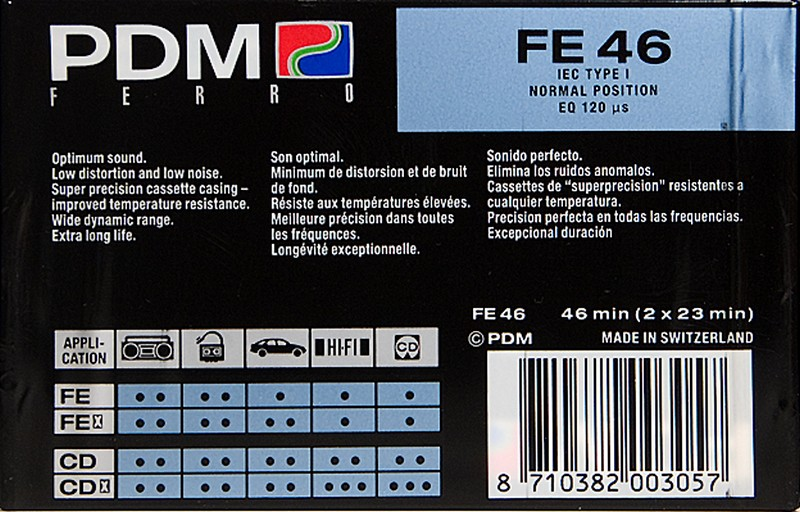 PDM
FERRO
FE 46
IEC TYPE I
NORMAL POSITION
EQ 120 µs
Optimum sound.
Low distortion and low noise.
Super precision cassette casing –
improved temperature resistance.
Wide dynamic range.
Extra long life.
Son optimal.
Minimum de distorsion et de bruit
de fond.
Résiste aux températures élevées.
Meilleure précision dans toutes
les fréquences.
Longévité exceptionnelle.
Sonido perfecto.
Elimina los ruidos anomalos.
Cassettes de "superprecision" resistentes a
cualquier temperatura.
Precision perfecta en todas las frequencias.
Excepcional duración
FE 46 46 min (2 x 23 min)
© PDM MADE IN SWITZERLAND
APPLI-
CATION
HI-FI
CD
FE
FEX
CD
CDX
8 710382 003057